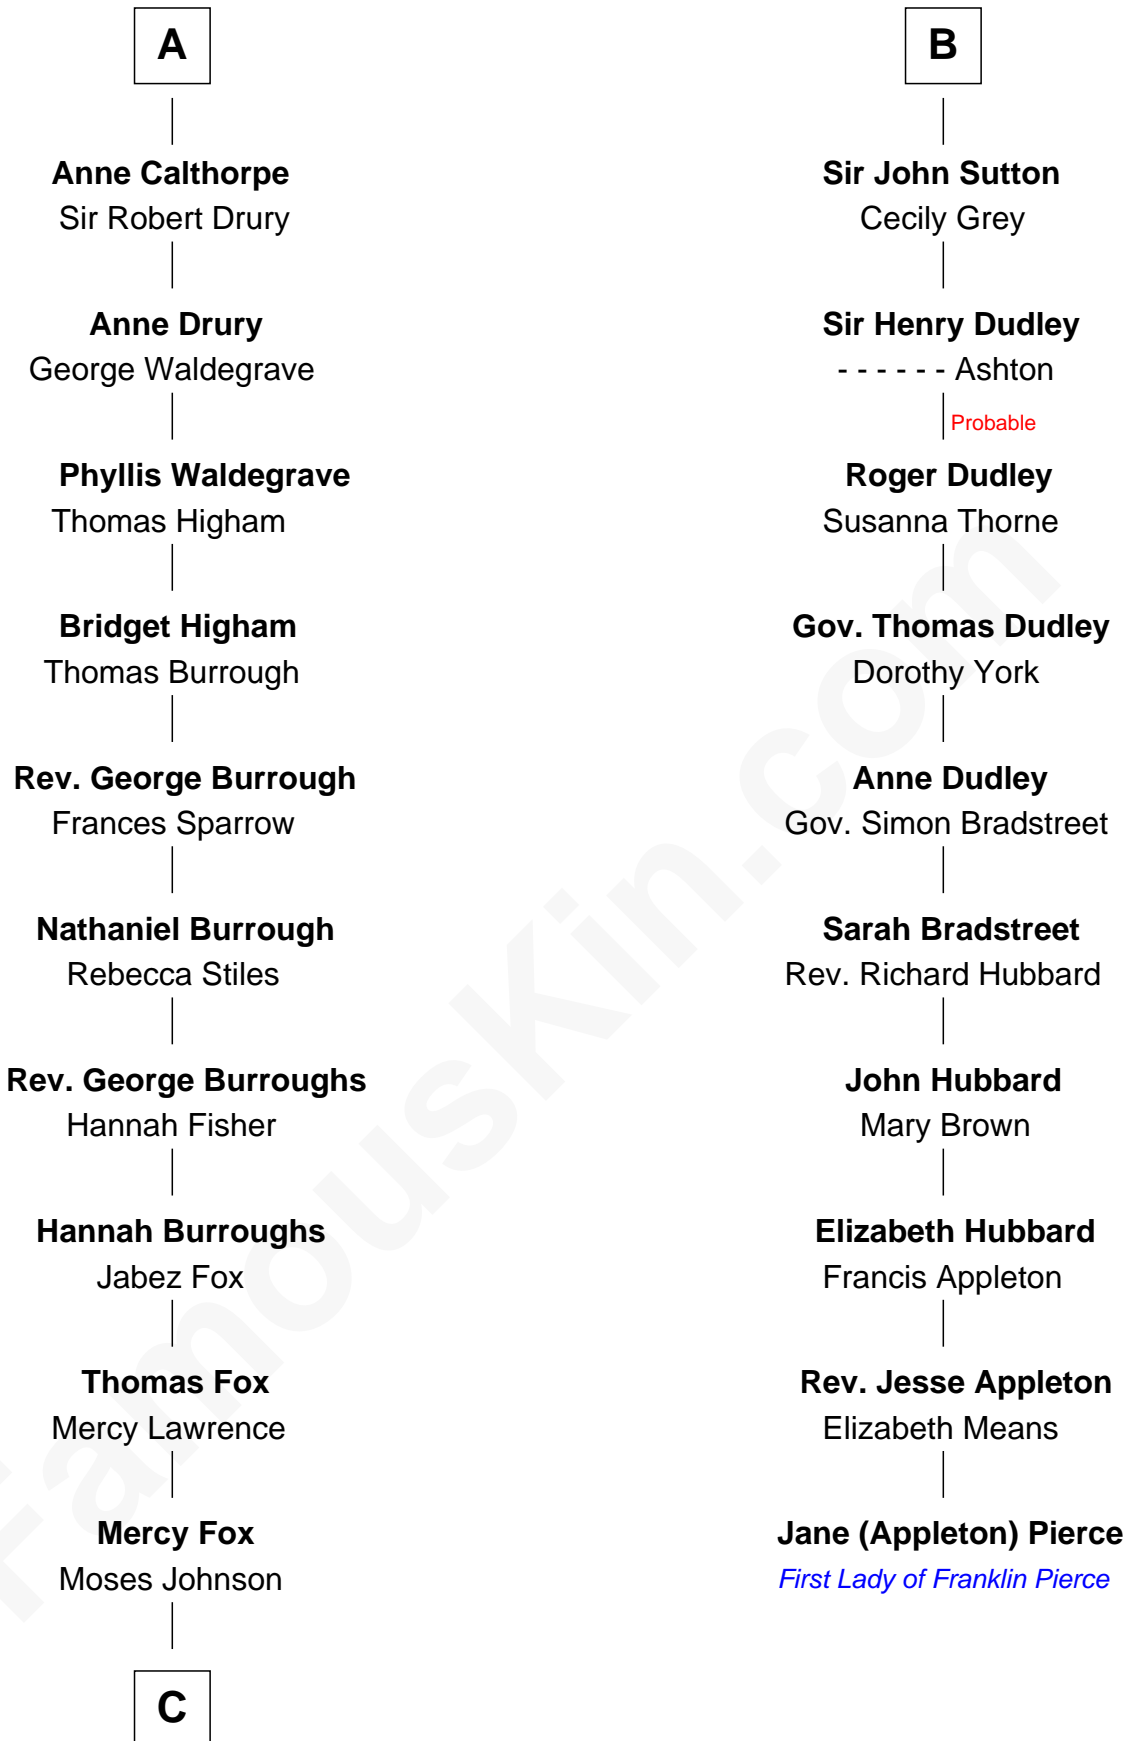 A
Anne Calthorpe
Sir Robert Drury
Anne Drury
George Waldegrave
Phyllis Waldegrave
Thomas Higham
Bridget Higham
Thomas Burrough
Rev. George Burrough
Frances Sparrow
Nathaniel Burrough
Rebecca Stiles
Rev. George Burroughs
Hannah Fisher
Hannah Burroughs
Jabez Fox
Thomas Fox
Mercy Lawrence
Mercy Fox
Moses Johnson
C
B
Sir John Sutton
Cecily Grey
Sir Henry Dudley
- - - - - - Ashton
Probable
Roger Dudley
Susanna Thorne
Gov. Thomas Dudley
Dorothy York
Anne Dudley
Gov. Simon Bradstreet
Sarah Bradstreet
Rev. Richard Hubbard
John Hubbard
Mary Brown
Elizabeth Hubbard
Francis Appleton
Rev. Jesse Appleton
Elizabeth Means
Jane (Appleton) Pierce
First Lady of Franklin Pierce
FamousKin.com